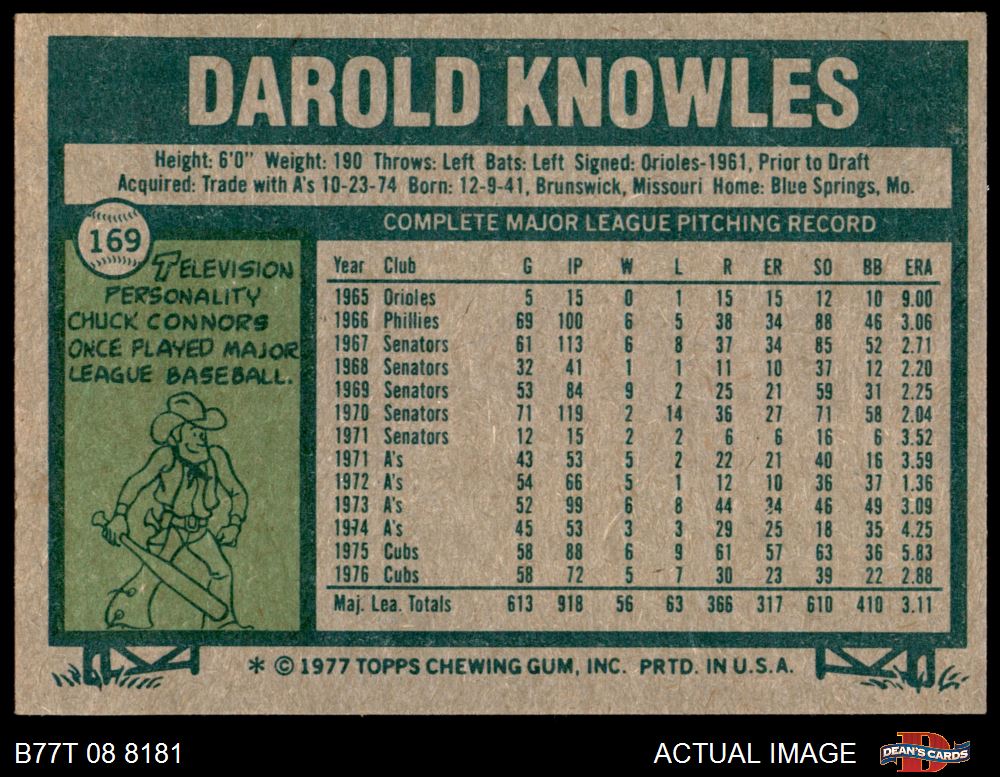 DAROLD KNOWLES
Height: 6'0" Weight: 190 Throws: Left Bats: Left Signed: Orioles-1961, Prior to Draft
Acquired: Trade with A's 10-23-74 Born: 12-9-41, Brunswick, Missouri Home: Blue Springs, Mo.
169
TELEVISION
PERSONALITY
CHUCK CONNORS
ONCE PLAYED MAJOR
LEAGUE BASEBALL.
COMPLETE MAJOR LEAGUE PITCHING RECORD
Year Club G IP W L R ER SO BB ERA
1965 Orioles 5 15 0 1 15 15 12 10 9.00
1966 Phillies 69 100 6 5 38 34 88 46 3.06
1967 Senators 61 113 6 8 37 34 85 52 2.71
1968 Senators 32 41 1 1 11 10 37 12 2.20
1969 Senators 53 84 9 2 25 21 59 31 2.25
1970 Senators 71 119 2 14 36 27 71 58 2.04
1971 Senators 12 15 2 2 6 6 16 6 3.52
1971 A's 43 53 5 2 22 21 40 16 3.59
1972 A's 54 66 5 1 12 10 36 37 1.36
1973 A's 52 99 6 8 44 34 46 49 3.09
1974 A's 45 53 3 3 29 25 18 35 4.25
1975 Cubs 58 88 6 9 61 57 63 36 5.83
1976 Cubs 58 72 5 7 30 23 39 22 2.88
Maj. Lea. Totals 613 918 56 63 366 317 610 410 3.11
* © 1977 TOPPS CHEWING GUM, INC. PRTD. IN U.S.A.
B77T 08 8181
ACTUAL IMAGE
DEAN'S CARDS